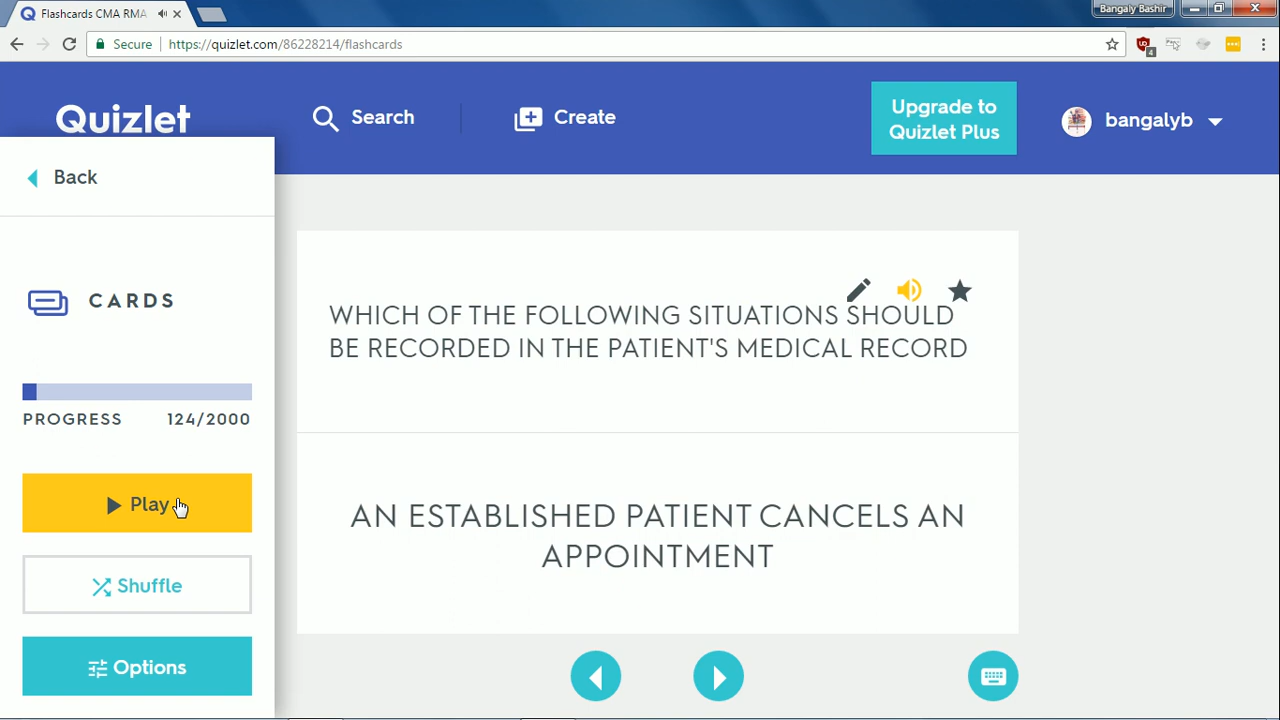 Flashcards CMA RMA
Bangaly Bashir
Secure
https://quizlet.com/86228214/flashcards
4
Quizlet
Search
Create
Upgrade to
Quizlet Plus
bangalyb
Back
CARDS
PROGRESS 124/2000
Play
Shuffle
Options
WHICH OF THE FOLLOWING SITUATIONS SHOULD
BE RECORDED IN THE PATIENT'S MEDICAL RECORD
AN ESTABLISHED PATIENT CANCELS AN
APPOINTMENT